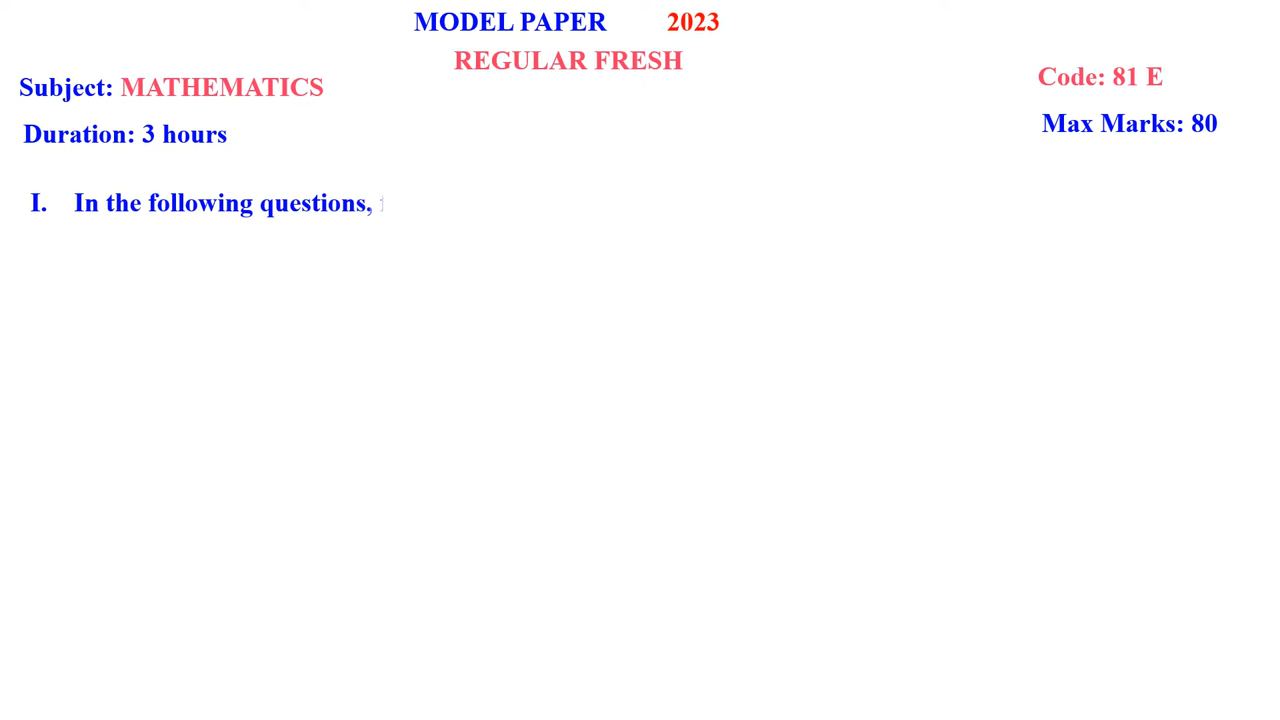 MODEL PAPER 2023
REGULAR FRESH
Subject: MATHEMATICS
Code: 81 E
Duration: 3 hours
Max Marks: 80
I. In the following questions,